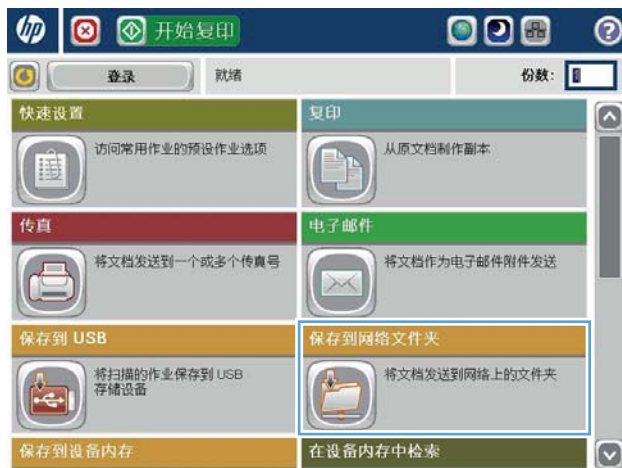 hp
开始复印
?
登录
就绪
份数:
快速设置
访问常用作业的预设作业选项
复印
从原文档制作副本
传真
将文档发送到一个或多个传真号
电子邮件
将文档作为电子邮件附件发送
保存到 USB
将扫描的作业保存到 USB
存储设备
保存到网络文件夹
将文档发送到网络上的文件夹
保存到设备内存
在设备内存中检索